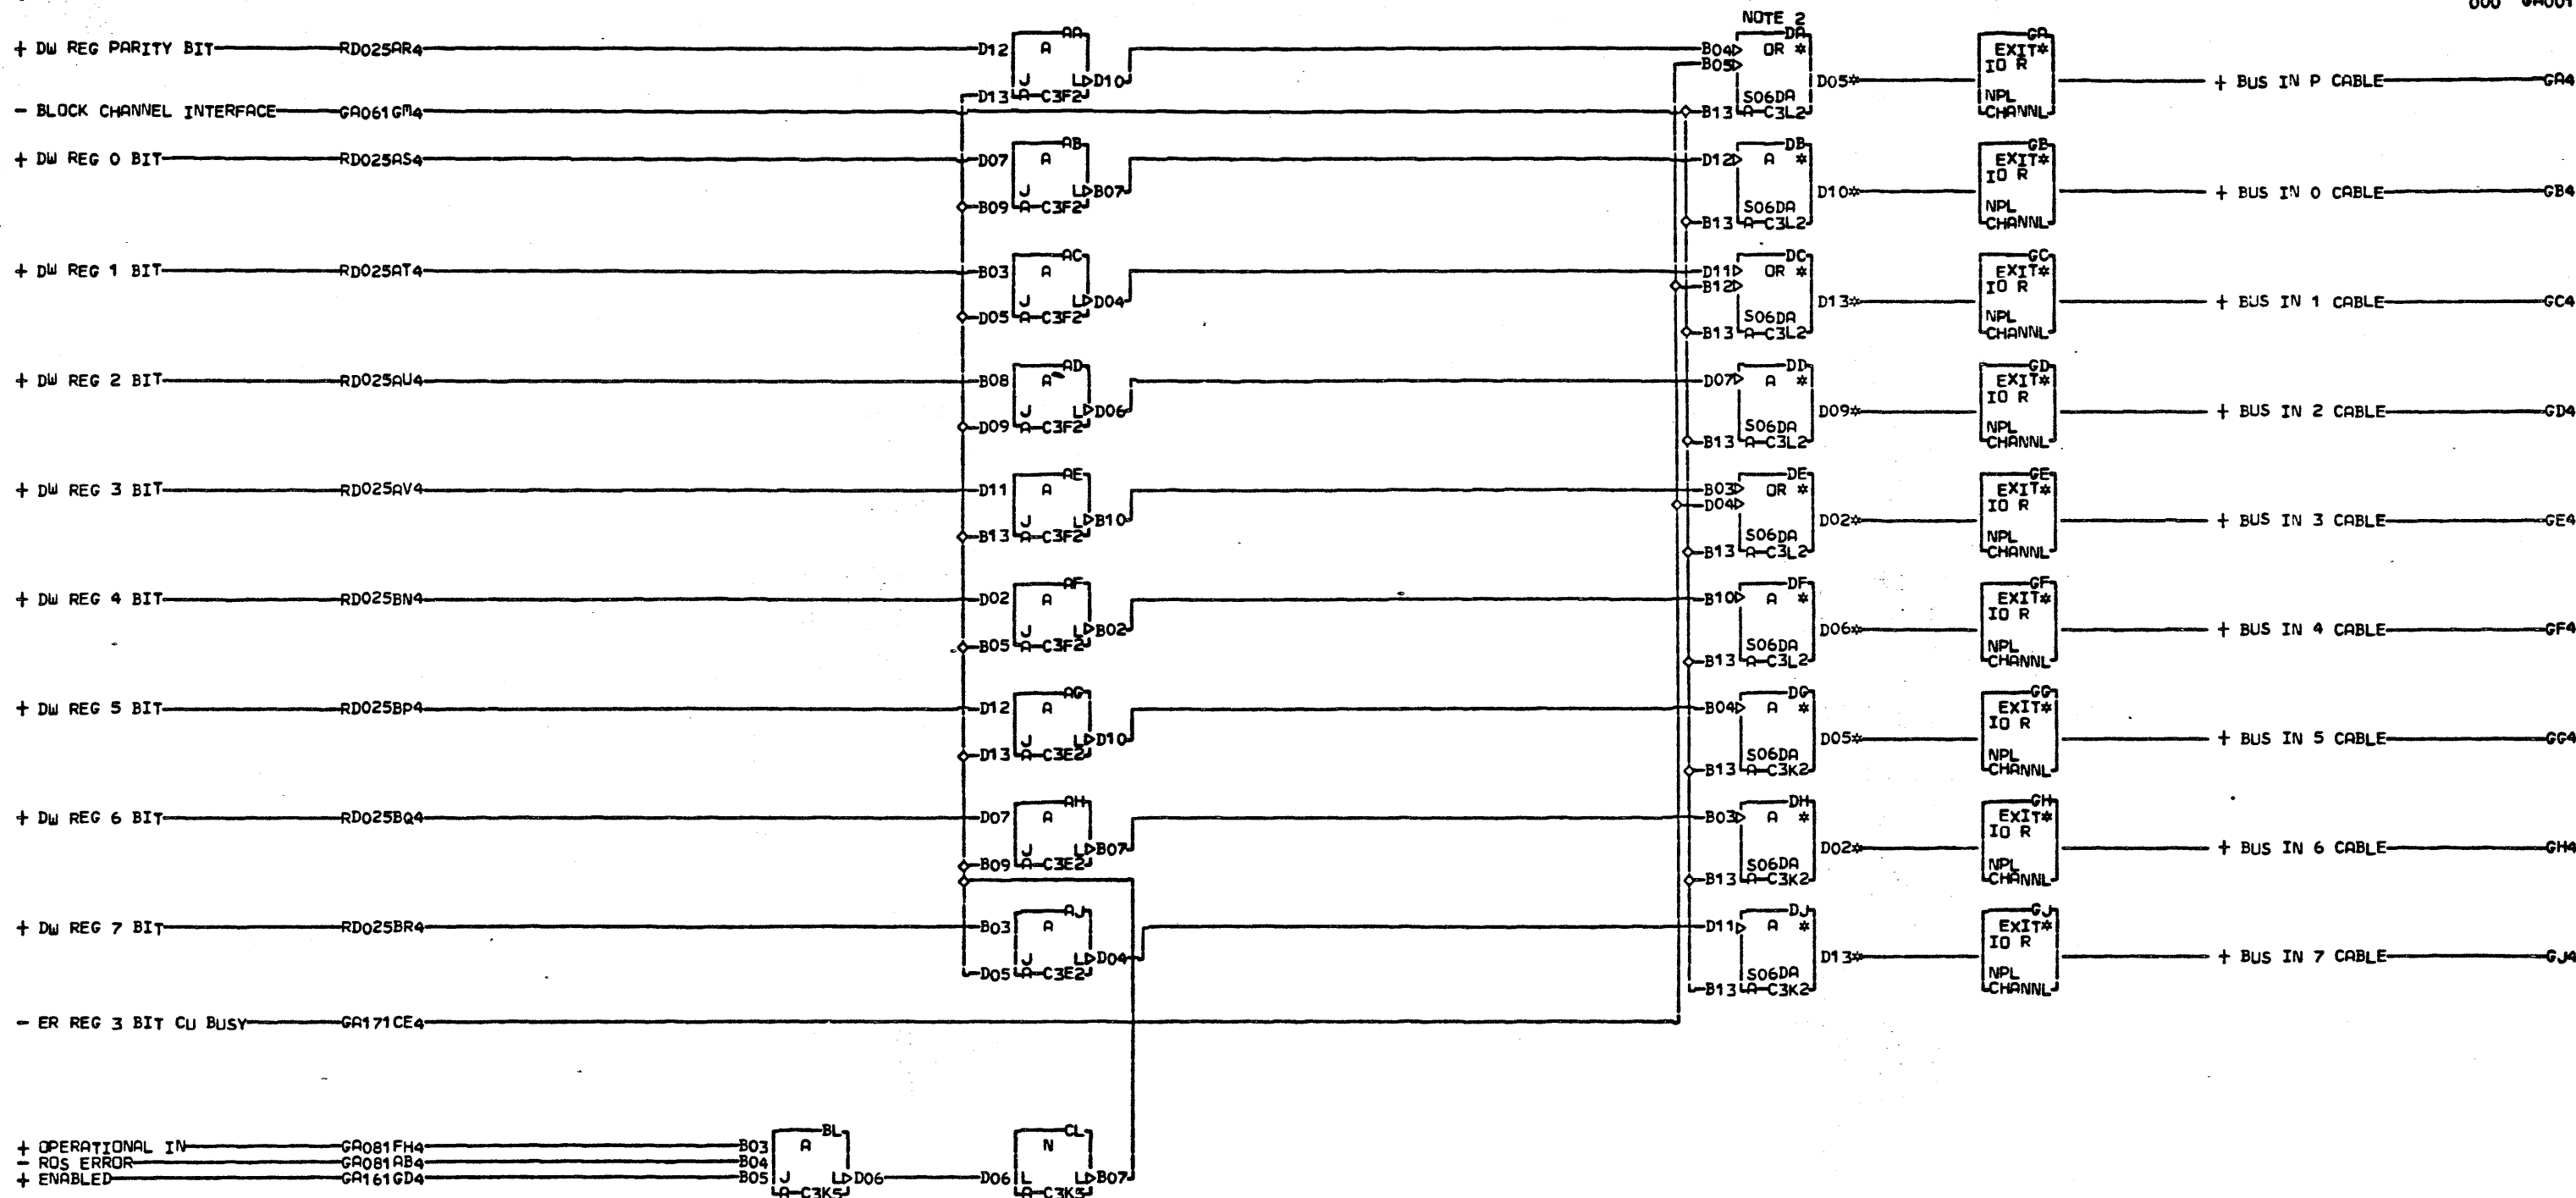 000 GA001
NOTE 2
+ DW REG PARITY BIT RD025AR4 D12 A AA J L D10 D13 A C3F2 B04 B05 OR * DA D05* S06DA B13 A C3L2 GA EXIT* IO R NPL CHANNL + BUS IN P CABLE GA4
- BLOCK CHANNEL INTERFACE GA061GM4
+ DW REG 0 BIT RD025AS4 D07 A AB J L B07 B09 A C3F2 D12 A * DB D10* S06DA B13 A C3L2 GB EXIT* IO R NPL CHANNL + BUS IN 0 CABLE GB4
+ DW REG 1 BIT RD025AT4 B03 A AC J L D04 D05 A C3F2 D11 B12 OR * DC D13* S06DA B13 A C3L2 GC EXIT* IO R NPL CHANNL + BUS IN 1 CABLE GC4
+ DW REG 2 BIT RD025AU4 B08 A AD J L D06 D09 A C3F2 D07 A * DD D09* S06DA B13 A C3L2 GD EXIT* IO R NPL CHANNL + BUS IN 2 CABLE GD4
+ DW REG 3 BIT RD025AV4 D11 A AE J L B10 B13 A C3F2 B03 D04 OR * DE D02* S06DA B13 A C3L2 GE EXIT* IO R NPL CHANNL + BUS IN 3 CABLE GE4
+ DW REG 4 BIT RD025BN4 D02 A AF J L B02 B05 A C3F2 B10 A * DF D06* S06DA B13 A C3L2 GF EXIT* IO R NPL CHANNL + BUS IN 4 CABLE GF4
+ DW REG 5 BIT RD025BP4 D12 A AG J L D10 D13 A C3E2 B04 A * DG D05* S06DA B13 A C3K2 GG EXIT* IO R NPL CHANNL + BUS IN 5 CABLE GG4
+ DW REG 6 BIT RD025BQ4 D07 A AH J L B07 B09 A C3E2 B03 A * DH D02* S06DA B13 A C3K2 GH EXIT* IO R NPL CHANNL + BUS IN 6 CABLE GH4
+ DW REG 7 BIT RD025BR4 B03 A AJ J L D04 D05 A C3E2 D11 A * DJ D13* S06DA B13 A C3K2 GJ EXIT* IO R NPL CHANNL + BUS IN 7 CABLE GJ4
- ER REG 3 BIT CU BUSY GA171CE4
+ OPERATIONAL IN GA081FH4 B03 A BL
- ROS ERROR GA081AB4 B04
+ ENABLED GA161GD4 B05 J L D06 A C3K5 D06 N CL L L B07 A C3K5